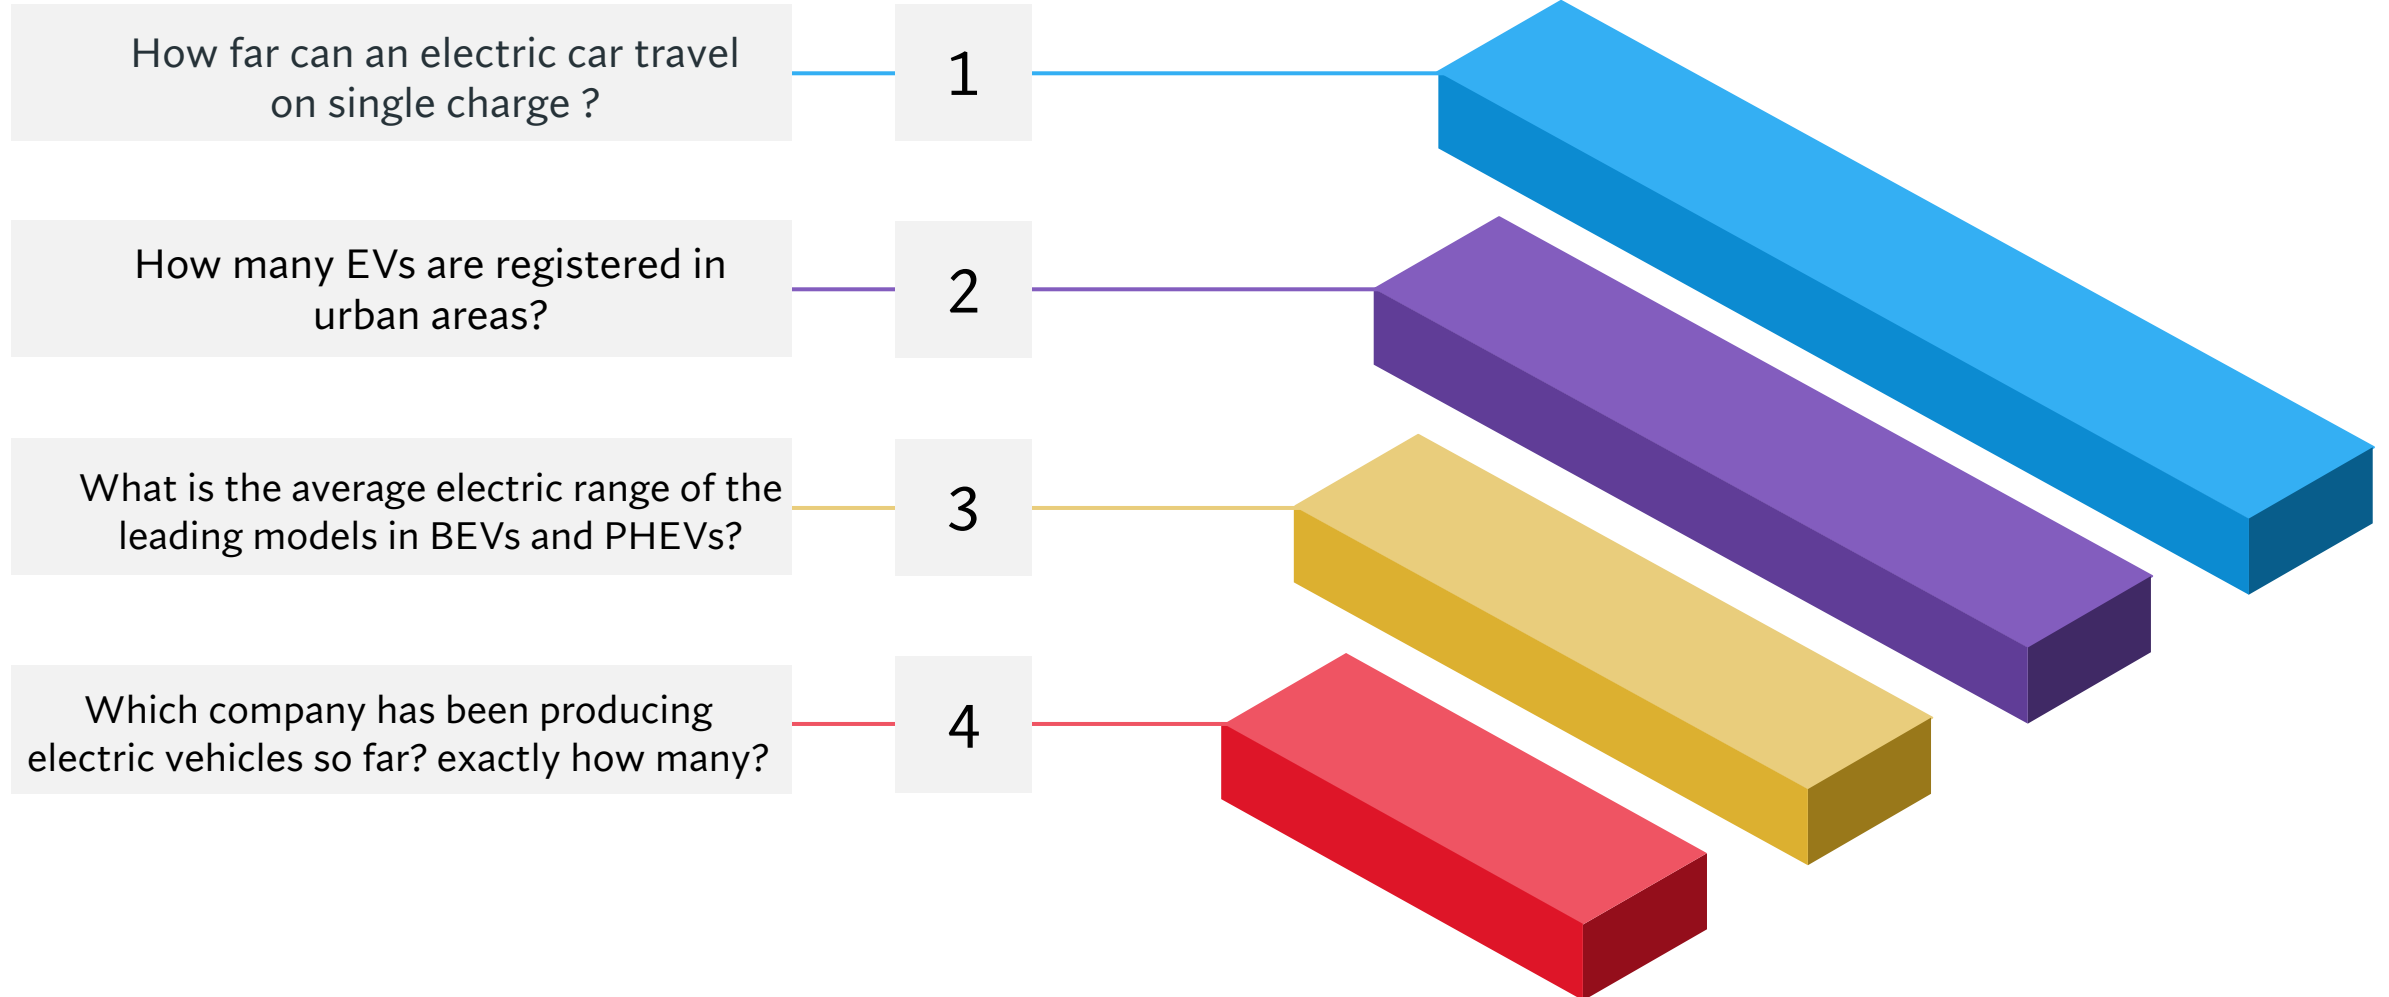 How far can an electric car travel
on single charge ?
1
How many EVs are registered in
urban areas?
2
What is the average electric range of the
leading models in BEVs and PHEVs?
3
Which company has been producing
electric vehicles so far? exactly how many?
4